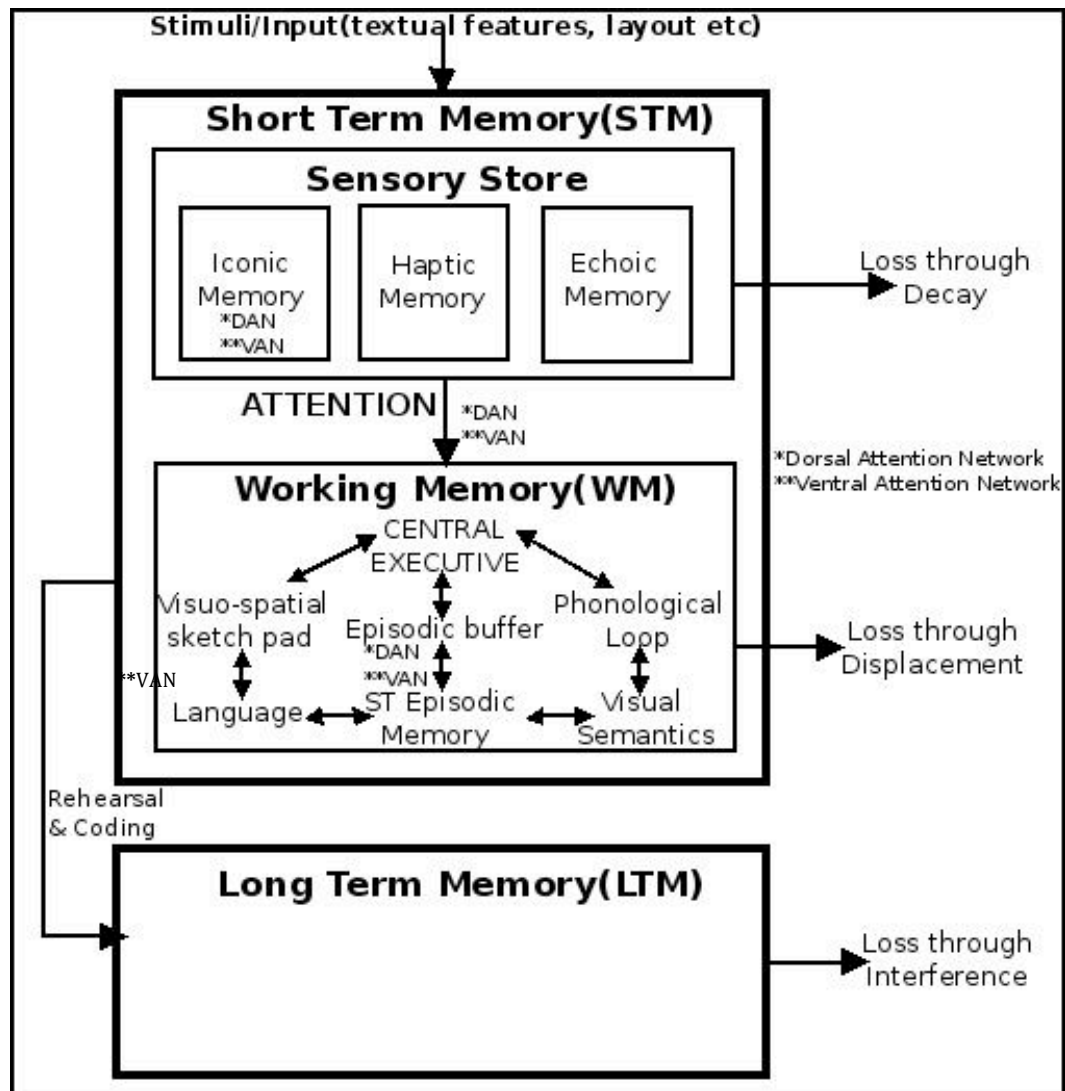 Stimuli/Input(textual features, layout etc)
Short Term Memory(STM)
Sensory Store
Iconic
Memory
*DAN
**VAN
Haptic
Memory
Echoic
Memory
Loss through
Decay
ATTENTION
*DAN
**VAN
*Dorsal Attention Network
**Ventral Attention Network
Working Memory(WM)
CENTRAL
EXECUTIVE
Visuo-spatial
sketch pad
Episodic buffer
*DAN
**VAN
Phonological
Loop
Loss through
Displacement
**VAN
Language
ST Episodic
Memory
Visual
Semantics
Rehearsal
& Coding
Long Term Memory(LTM)
Loss through
Interference